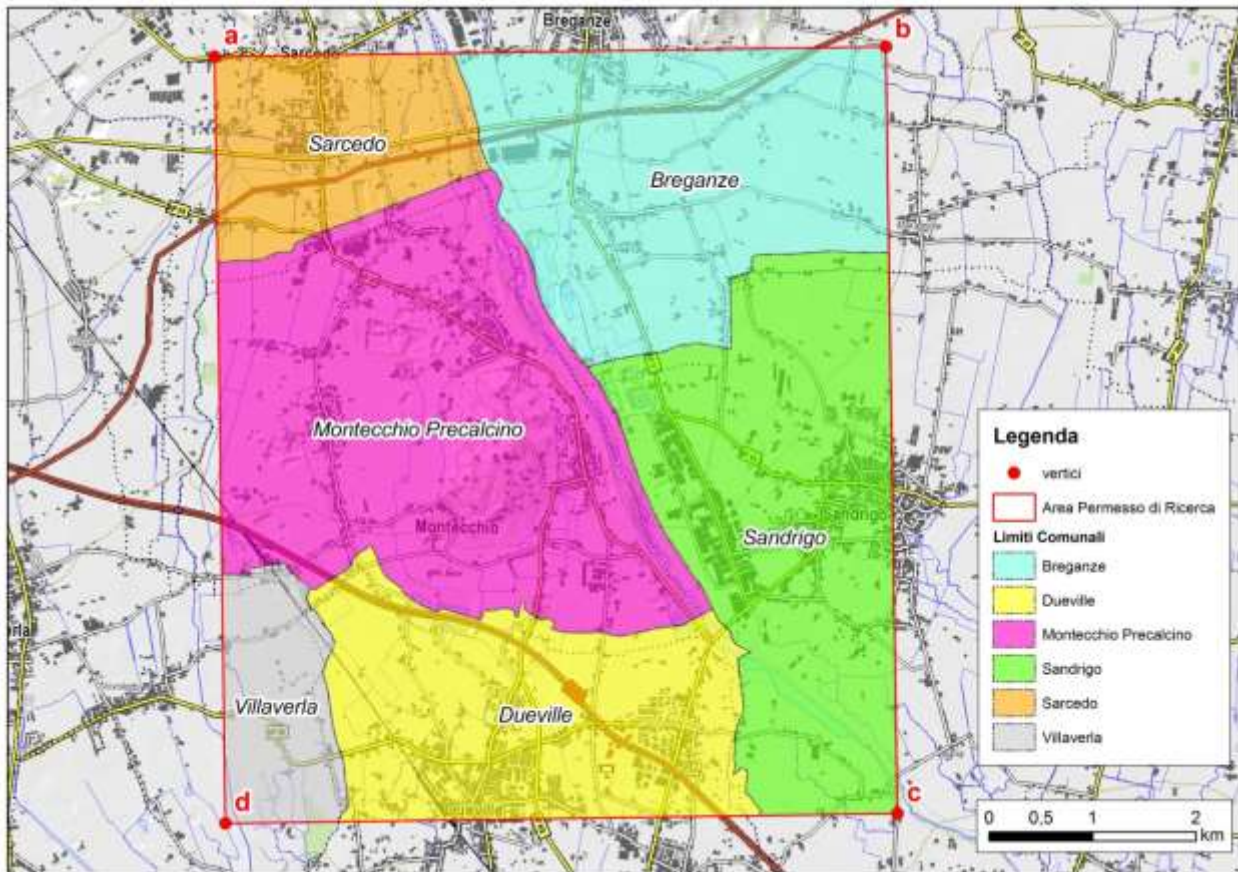 Breganze
a
b
Sarcedo
Sarcedo
Breganze
Montecchio Precalcino
Montecchio
Sandrigo
Sandrigo
Villaverla
Dueville
d
c
Legenda
vertici
Area Permesso di Ricerca
Limiti Comunali
Breganze
Dueville
Montecchio Precalcino
Sandrigo
Sarcedo
Villaverla
0 0,5 1 2
km